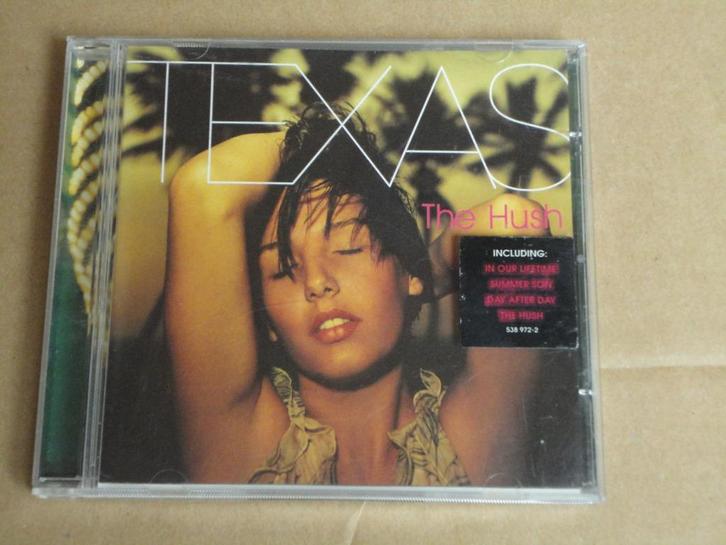 TEXAS
The Hush
INCLUDING:
IN OUR LIFETIME
SUMMER SON
DAY AFTER DAY
THE HUSH
538 972-2